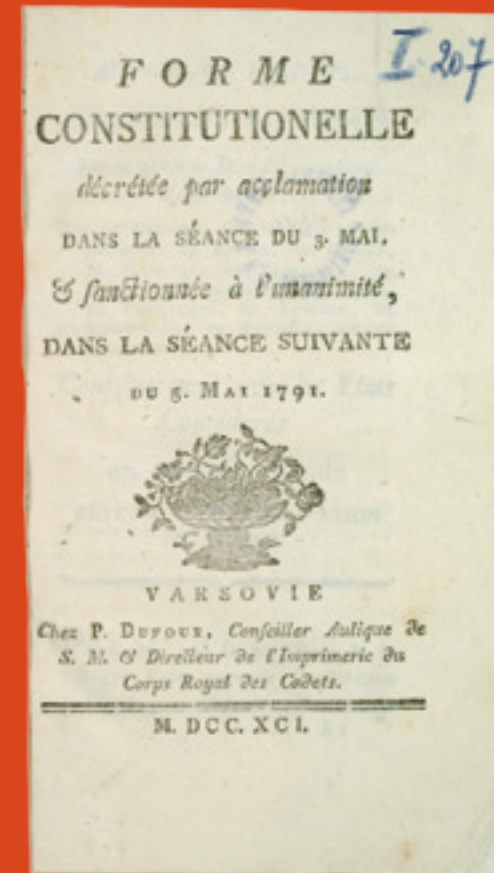 I 207
FORME
CONSTITUTIONELLE
décrétée par acclamation
DANS LA SÉANCE DU 3. MAI.
& sanctionnée à l'unanimité,
DANS LA SÉANCE SUIVANTE
DU 5. MAI 1791.
VARSOVIE
Chez P. DUFOUR, Conseiller Aulique de
S. M. & Directeur de l'Imprimerie du
Corps Royal des Cadets.
M. DCC. XCI.